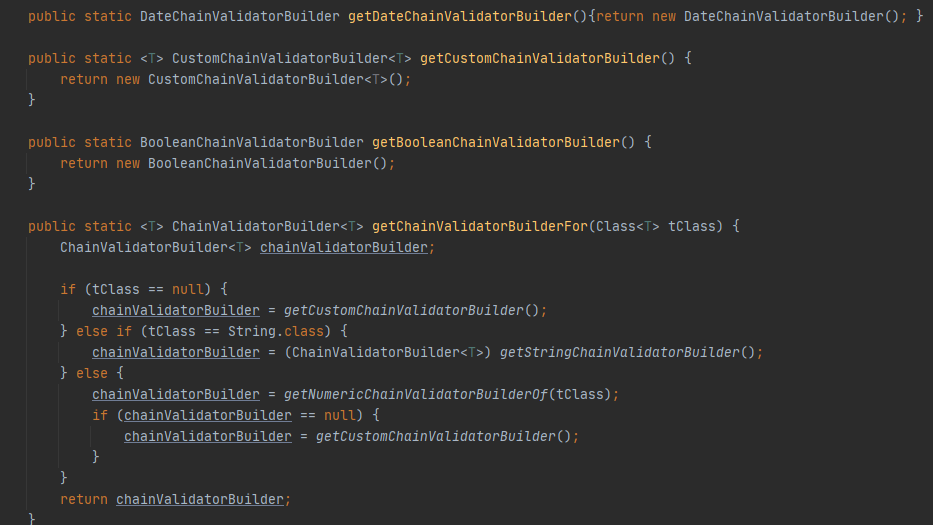 public static DateChainValidatorBuilder getDateChainValidatorBuilder(){return new DateChainValidatorBuilder(); }
public static <T> CustomChainValidatorBuilder<T> getCustomChainValidatorBuilder() {
return new CustomChainValidatorBuilder<T>();
}
public static BooleanChainValidatorBuilder getBooleanChainValidatorBuilder() {
return new BooleanChainValidatorBuilder();
}
public static <T> ChainValidatorBuilder<T> getChainValidatorBuilderFor(Class<T> tClass) {
ChainValidatorBuilder<T> chainValidatorBuilder;
if (tClass == null) {
chainValidatorBuilder = getCustomChainValidatorBuilder();
} else if (tClass == String.class) {
chainValidatorBuilder = (ChainValidatorBuilder<T>) getStringChainValidatorBuilder();
} else {
chainValidatorBuilder = getNumericChainValidatorBuilderOf(tClass);
if (chainValidatorBuilder == null) {
chainValidatorBuilder = getCustomChainValidatorBuilder();
}
}
return chainValidatorBuilder;
}